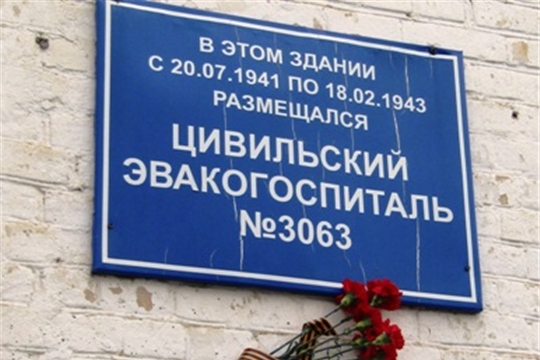 В ЭТОМ ЗДАНИИ
С 20.07.1941 ПО 18.02.1943
РАЗМЕЩАЛСЯ
ЦИВИЛЬСКИЙ
ЭВАКОГОСПИТАЛЬ
№3063